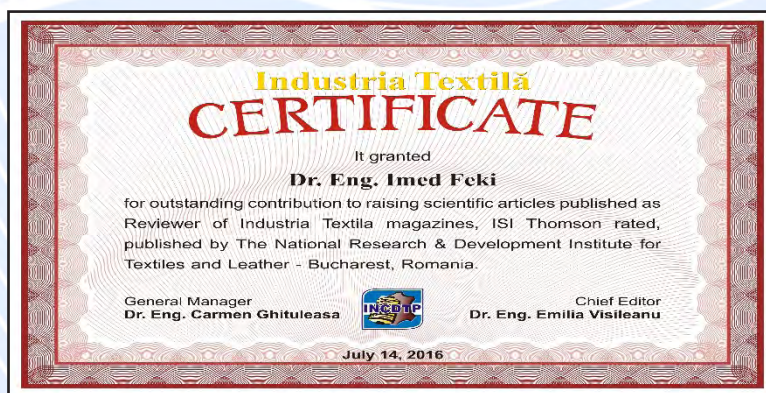 Industria Textilă
CERTIFICATE
It granted
Dr. Eng. Imed Feki
for outstanding contribution to raising scientific articles published as
Reviewer of Industria Textila magazines, ISI Thomson rated,
published by The National Research & Development Institute for
Textiles and Leather - Bucharest, Romania.
General Manager
Dr. Eng. Carmen Ghituleasa
INCDTP
Chief Editor
Dr. Eng. Emilia Visileanu
July 14, 2016